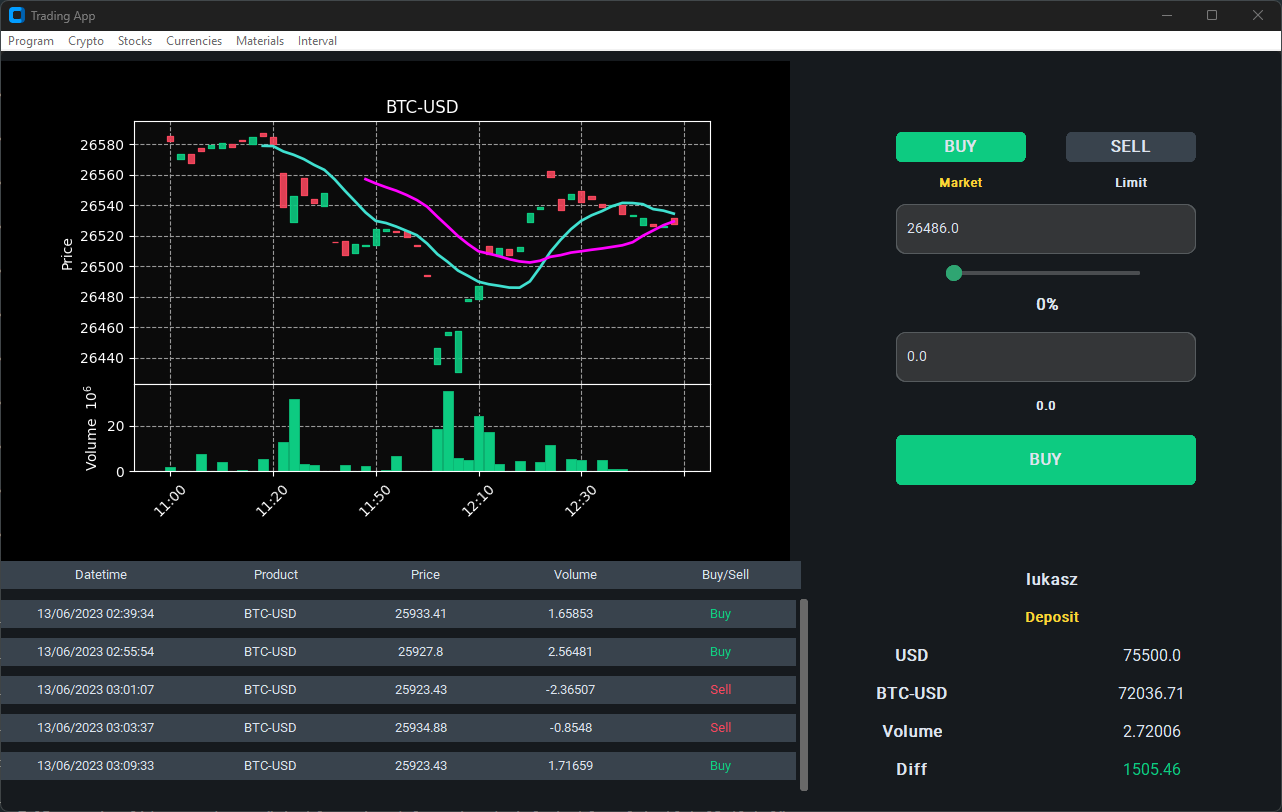 Trading App
Program Crypto Stocks Currencies Materials Interval
BTC-USD
Price
26580
26560
26540
26520
26500
26480
26460
26440
Volume 10⁶
20
0
11:00 11:20 11:50 12:10 12:30
BUY SELL
Market Limit
26486.0
0%
0.0
0.0
BUY
Datetime Product Price Volume Buy/Sell
13/06/2023 02:39:34 BTC-USD 25933.41 1.65853 Buy
13/06/2023 02:55:54 BTC-USD 25927.8 2.56481 Buy
13/06/2023 03:01:07 BTC-USD 25923.43 -2.36507 Sell
13/06/2023 03:03:37 BTC-USD 25934.88 -0.8548 Sell
13/06/2023 03:09:33 BTC-USD 25923.43 1.71659 Buy
lukasz
Deposit
USD 75500.0
BTC-USD 72036.71
Volume 2.72006
Diff 1505.46